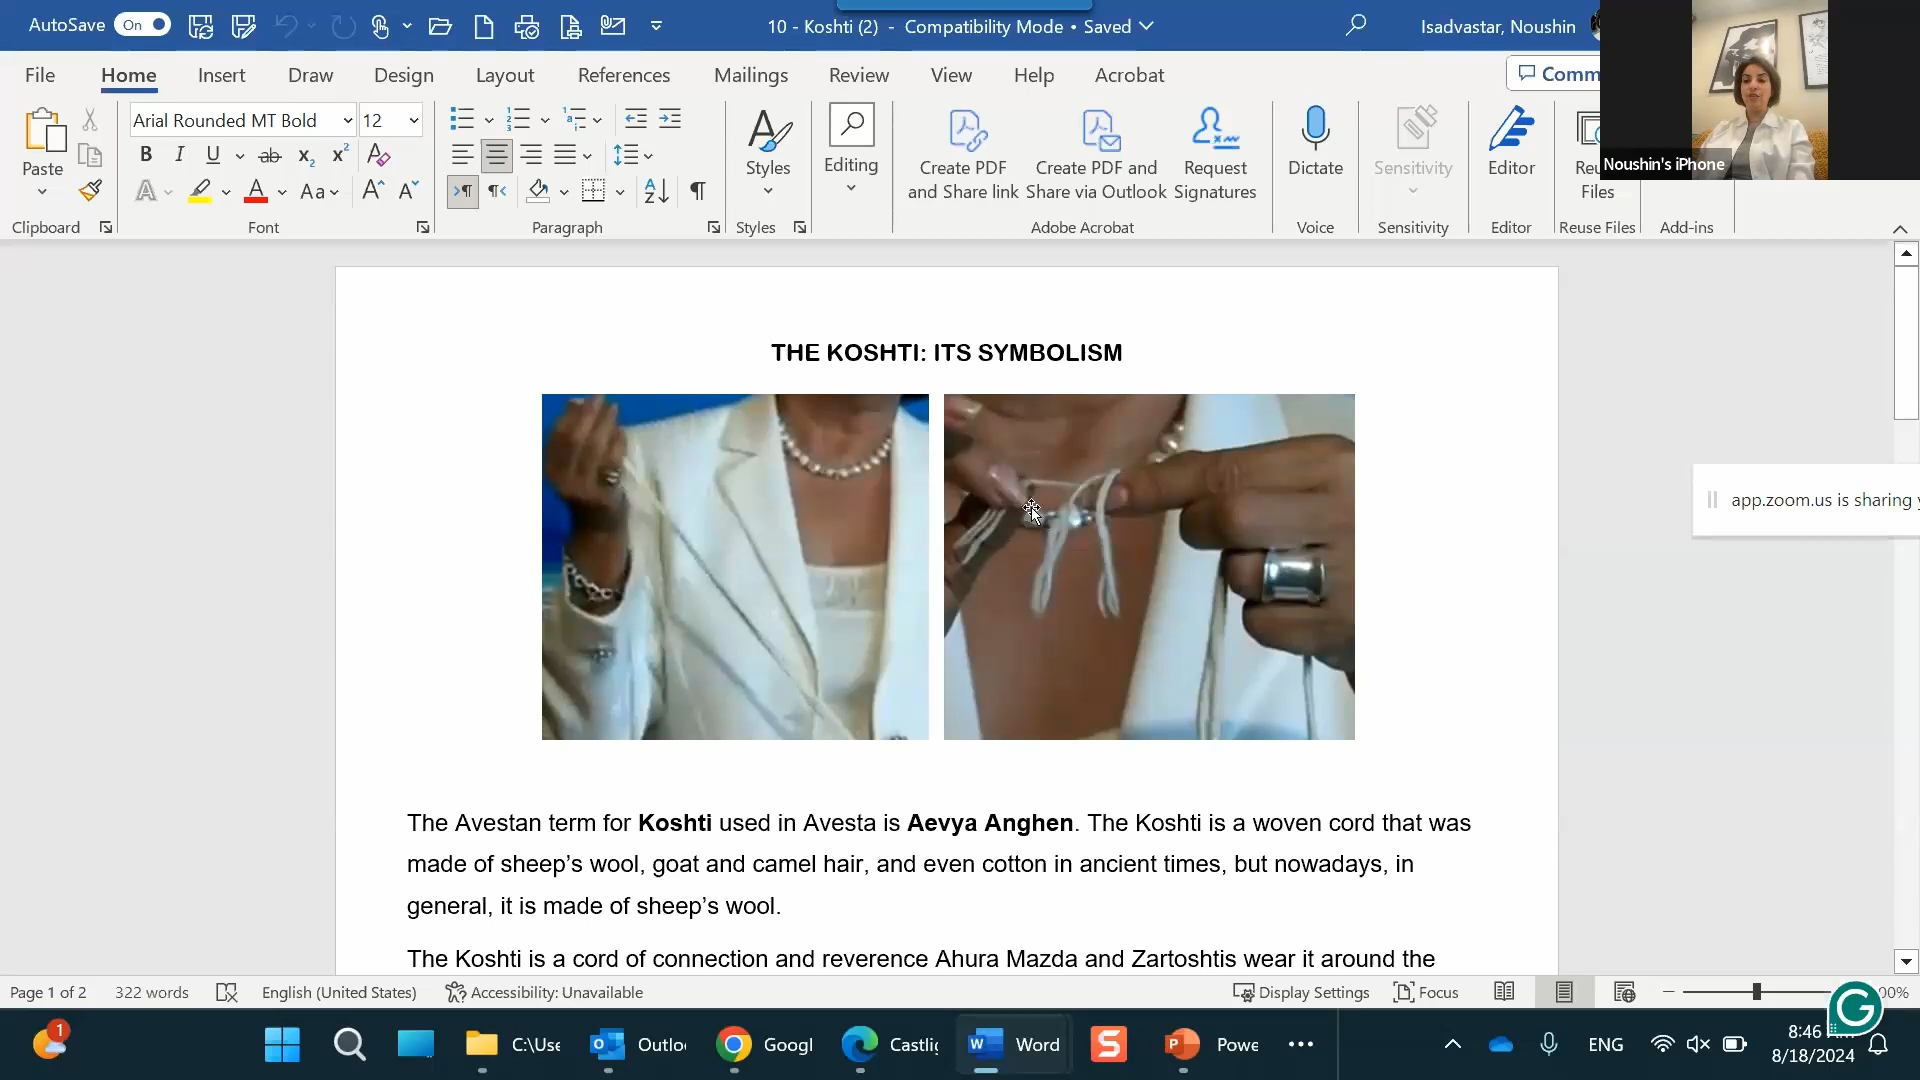 AutoSave On 10 - Koshti (2) - Compatibility Mode • Saved Isadvastar, Noushin
File Home Insert Draw Design Layout References Mailings Review View Help Acrobat Comm
Arial Rounded MT Bold 12
Paste Styles Editing Create PDF and Share link Create PDF and Share via Outlook Request Signatures Dictate Sensitivity Editor Files
Noushin's iPhone
Clipboard Font Paragraph Styles Adobe Acrobat Voice Sensitivity Editor Reuse Files Add-ins
THE KOSHTI: ITS SYMBOLISM
app.zoom.us is sharing
The Avestan term for Koshti used in Avesta is Aevya Anghen. The Koshti is a woven cord that was
made of sheep’s wool, goat and camel hair, and even cotton in ancient times, but nowadays, in
general, it is made of sheep’s wool.
The Koshti is a cord of connection and reverence Ahura Mazda and Zartoshtis wear it around the
Page 1 of 2 322 words English (United States) Accessibility: Unavailable Display Settings Focus
1 C:\Use Outlo Googl Castlig Word Powe ENG 8:46
8/18/2024